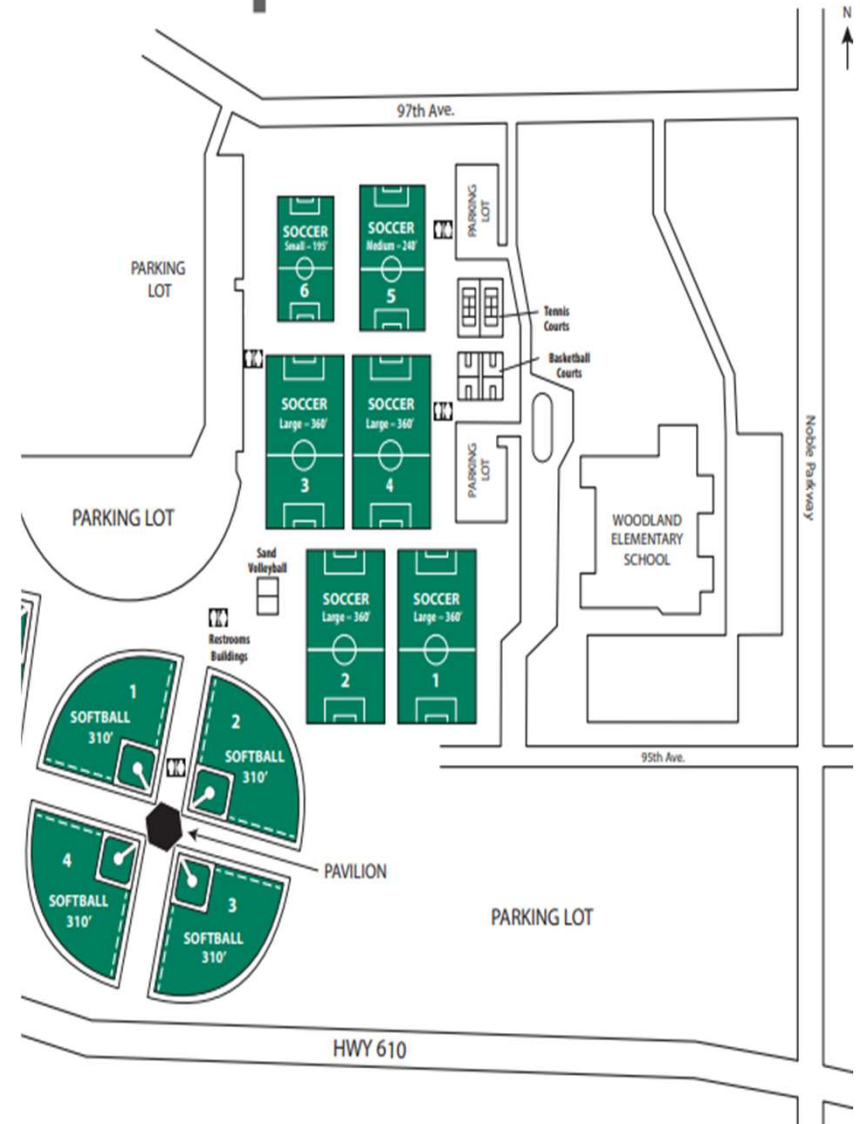 N
97th Ave.
PARKING
LOT
SOCCER
Small – 195'
6
SOCCER
Medium – 240'
5
PARKING
LOT
Tennis
Courts
Basketball
Courts
SOCCER
Large – 360'
3
SOCCER
Large – 360'
4
PARKING
LOT
Noble Parkway
PARKING LOT
WOODLAND
ELEMENTARY
SCHOOL
Sand
Volleyball
SOCCER
Large – 360'
2
SOCCER
Large – 360'
1
Restrooms
Buildings
1
SOFTBALL
310'
2
SOFTBALL
310'
95th Ave.
4
SOFTBALL
310'
3
SOFTBALL
310'
PAVILION
PARKING LOT
HWY 610